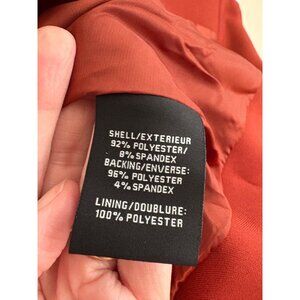 SHELL/EXTERIEUR
92% POLYESTER/
8% SPANDEX
BACKING/ENVERSE:
96% POLYESTER
4% SPANDEX
LINING/DOUBLURE:
100% POLYESTER